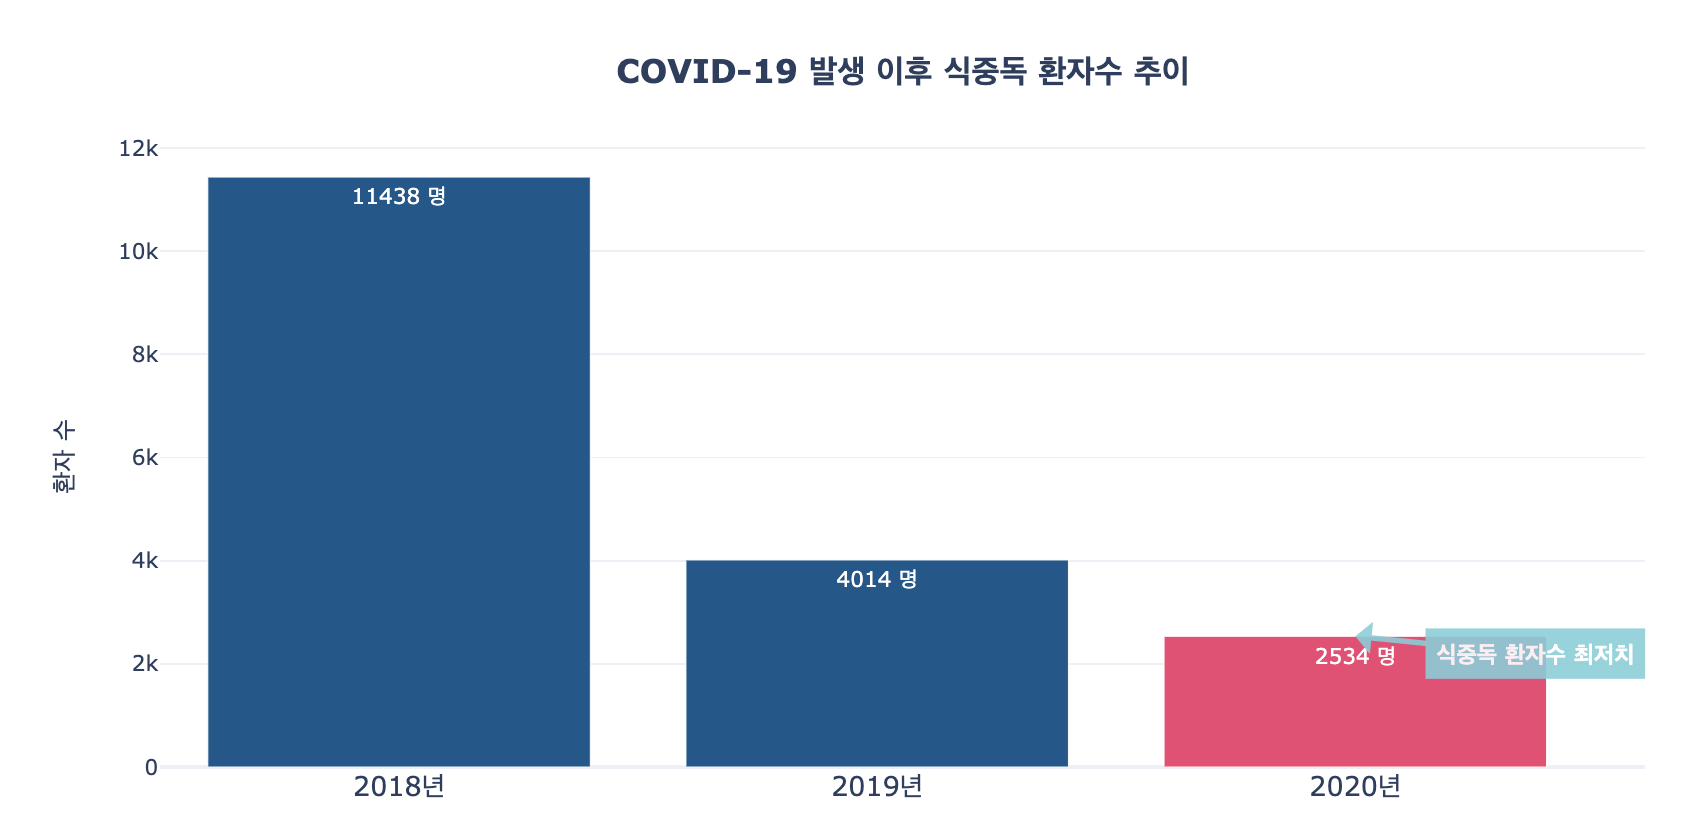 COVID-19 발생 이후 식중독 환자수 추이
12k
10k
8k
6k
4k
2k
0
환자 수
11438 명
4014 명
2534 명
식중독 환자수 최저치
2018년
2019년
2020년